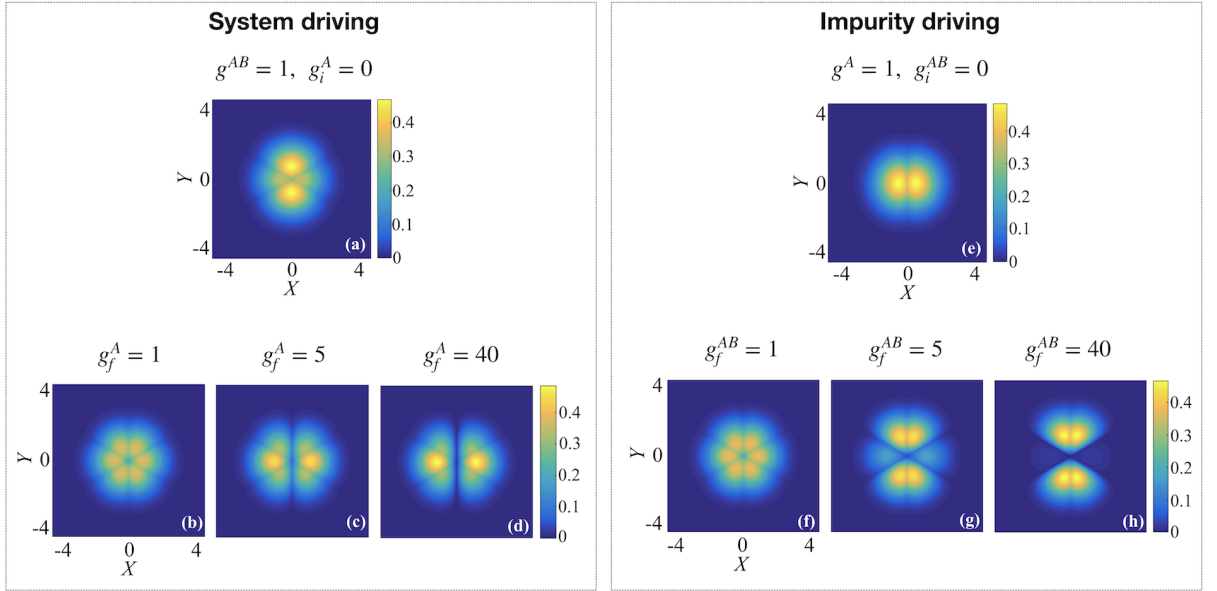 System driving
g^{AB} = 1, g_i^A = 0
4
0
-4
Y
-4 0 4
X
(a)
0.4
0.3
0.2
0.1
0
g_f^A = 1
g_f^A = 5
g_f^A = 40
4
0
-4
Y
-4 0 4
X
(b)
(c)
(d)
0.4
0.3
0.2
0.1
0
Impurity driving
g^A = 1, g_i^{AB} = 0
4
0
-4
Y
-4 0 4
X
(e)
0.4
0.3
0.2
0.1
0
g_f^{AB} = 1
g_f^{AB} = 5
g_f^{AB} = 40
4
0
-4
Y
-4 0 4
X
(f)
(g)
(h)
0.4
0.3
0.2
0.1
0